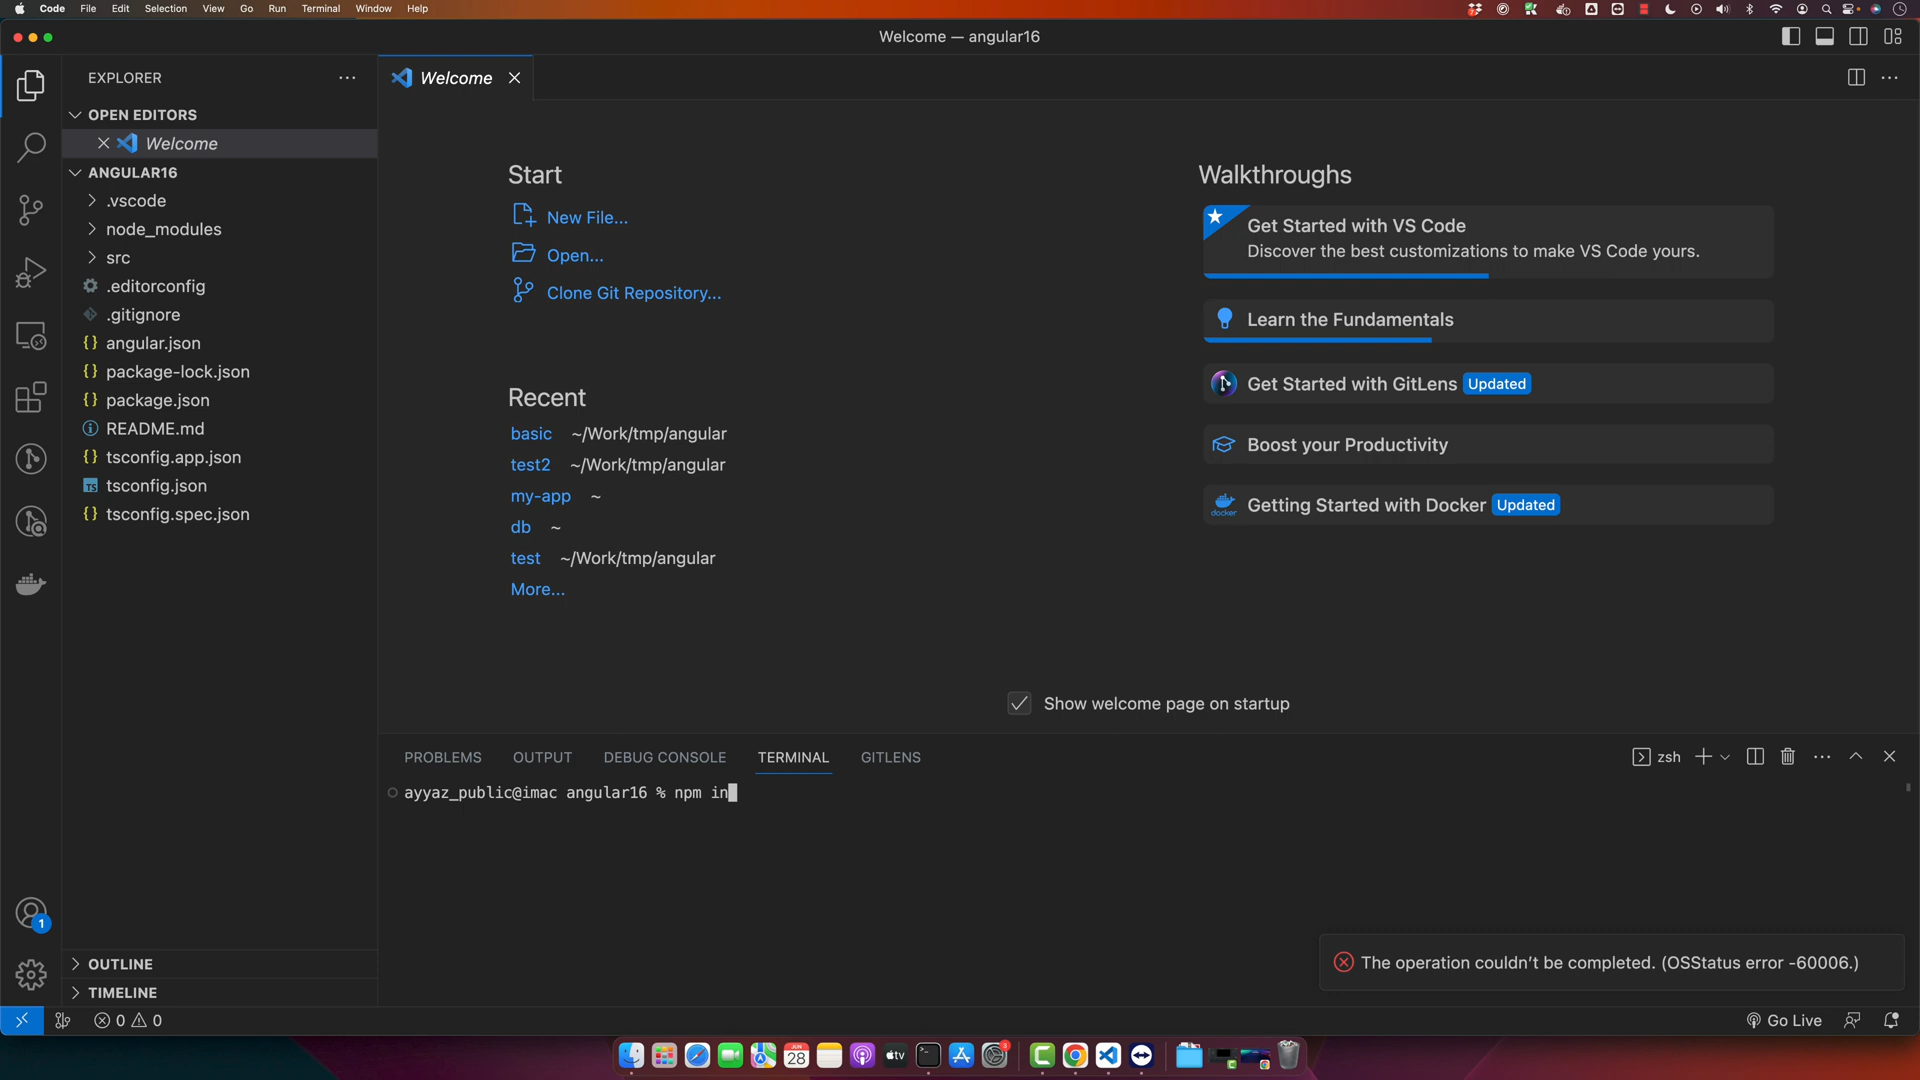 Code File Edit Selection View Go Run Terminal Window Help
Welcome — angular16
EXPLORER
Welcome
OPEN EDITORS
Welcome
ANGULAR16
.vscode
node_modules
src
.editorconfig
.gitignore
angular.json
package-lock.json
package.json
README.md
tsconfig.app.json
tsconfig.json
tsconfig.spec.json
OUTLINE
TIMELINE
Start
New File...
Open...
Clone Git Repository...
Recent
basic ~/Work/tmp/angular
test2 ~/Work/tmp/angular
my-app ~
db ~
test ~/Work/tmp/angular
More...
Walkthroughs
Get Started with VS Code
Discover the best customizations to make VS Code yours.
Learn the Fundamentals
Get Started with GitLens Updated
Boost your Productivity
Getting Started with Docker Updated
Show welcome page on startup
PROBLEMS OUTPUT DEBUG CONSOLE TERMINAL GITLENS
zsh
ayyaz_public@imac angular16 % npm in
The operation couldn’t be completed. (OSStatus error -60006.)
1
0 0
Go Live
JUN
28
tv
3